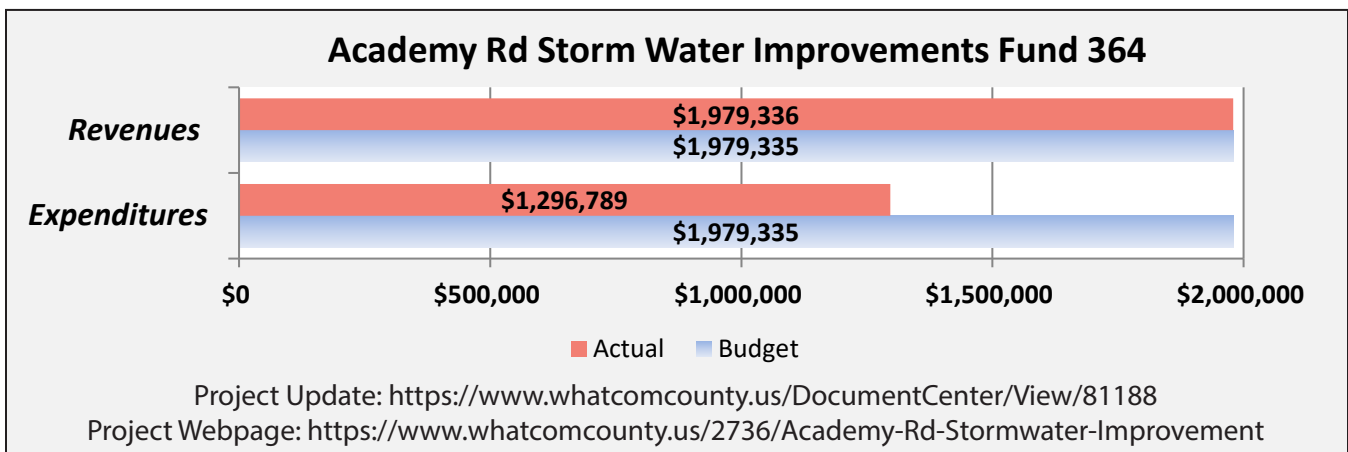 Academy Rd Storm Water Improvements Fund 364
Revenues
$1,979,336
$1,979,335
Expenditures
$1,296,789
$1,979,335
$0 $500,000 $1,000,000 $1,500,000 $2,000,000
Actual Budget
Project Update: https://www.whatcomcounty.us/DocumentCenter/View/81188
Project Webpage: https://www.whatcomcounty.us/2736/Academy-Rd-Stormwater-Improvement